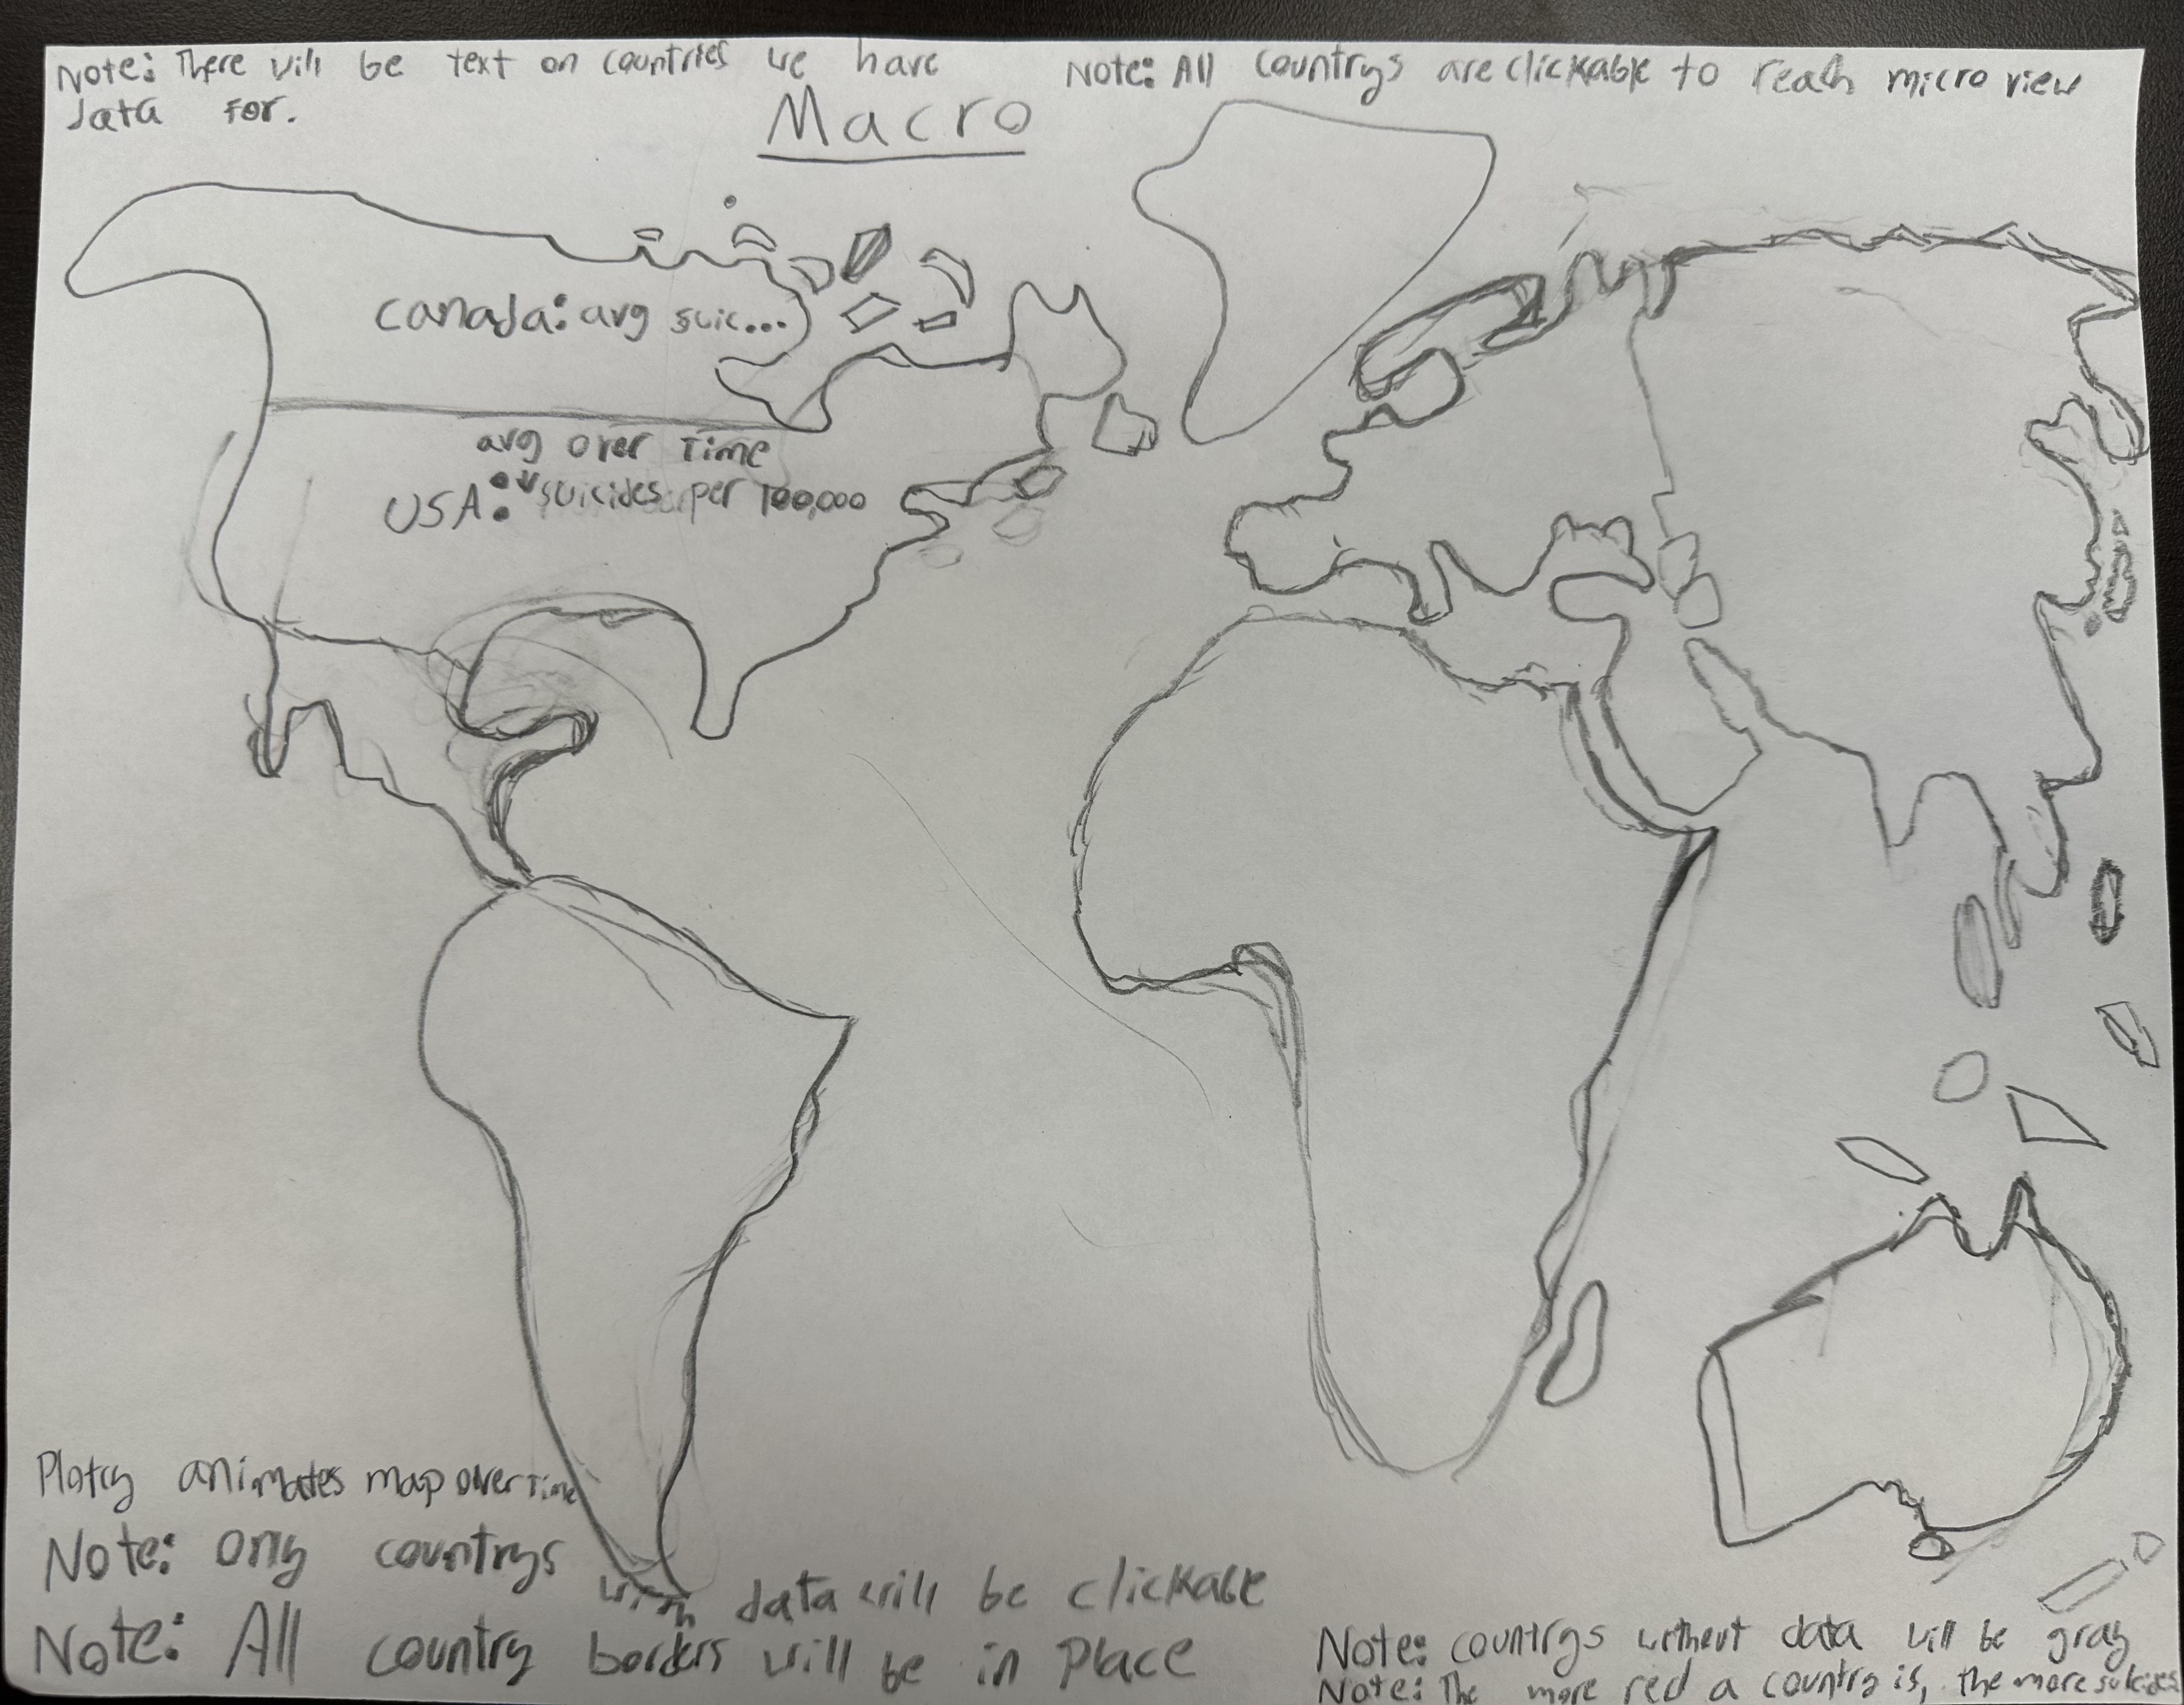 Note: There will be text on countries we have
data for.
Note: All Countrys are clickable to reach micro view
Macro
Canada: avg suic...
avg over Time
USA: suicides per 100,000
Plotly animates map over Time
Note: Only countrys with data will be clickable
Note: All country borders will be in Place
Note: countrys without data will be gray
Note: The more red a country is, the more suicides